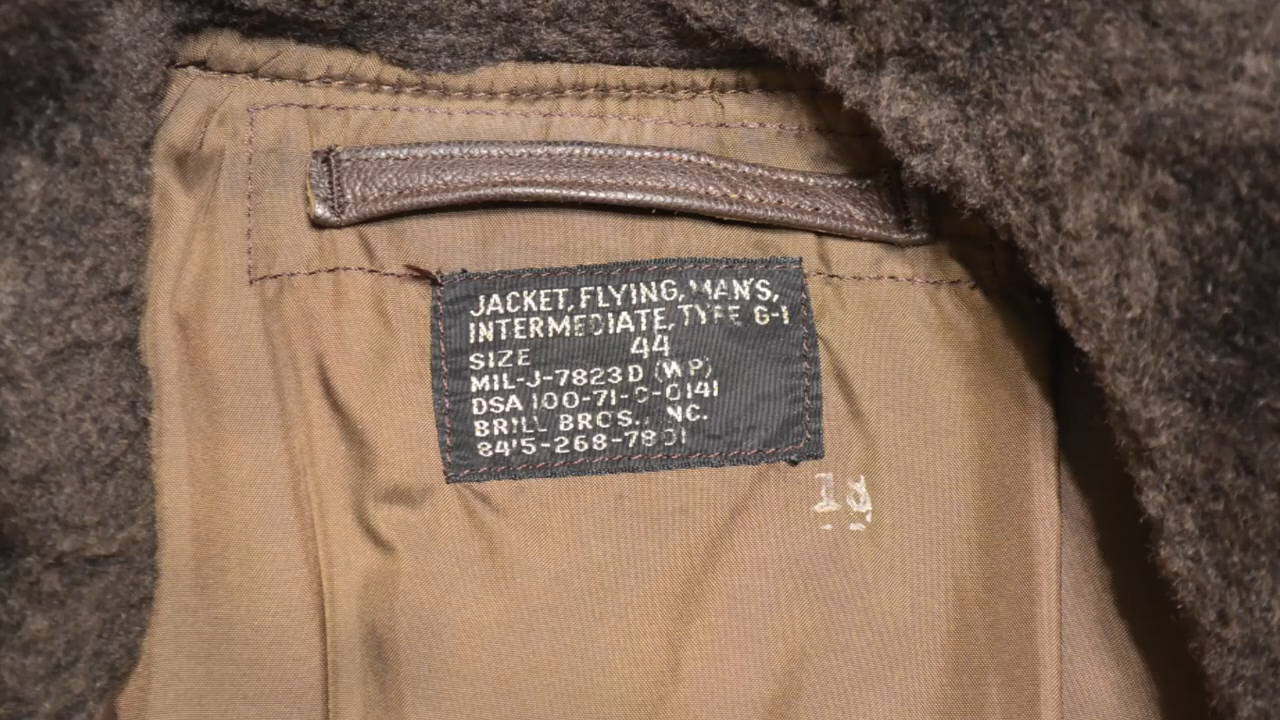 JACKET, FLYING, MAN'S,
INTERMEDIATE, TYPE G-1
SIZE 44
MIL-J-7823D (WP)
DSA 100-71-C-0141
BRILL BROS., INC.
8415-268-7801
18